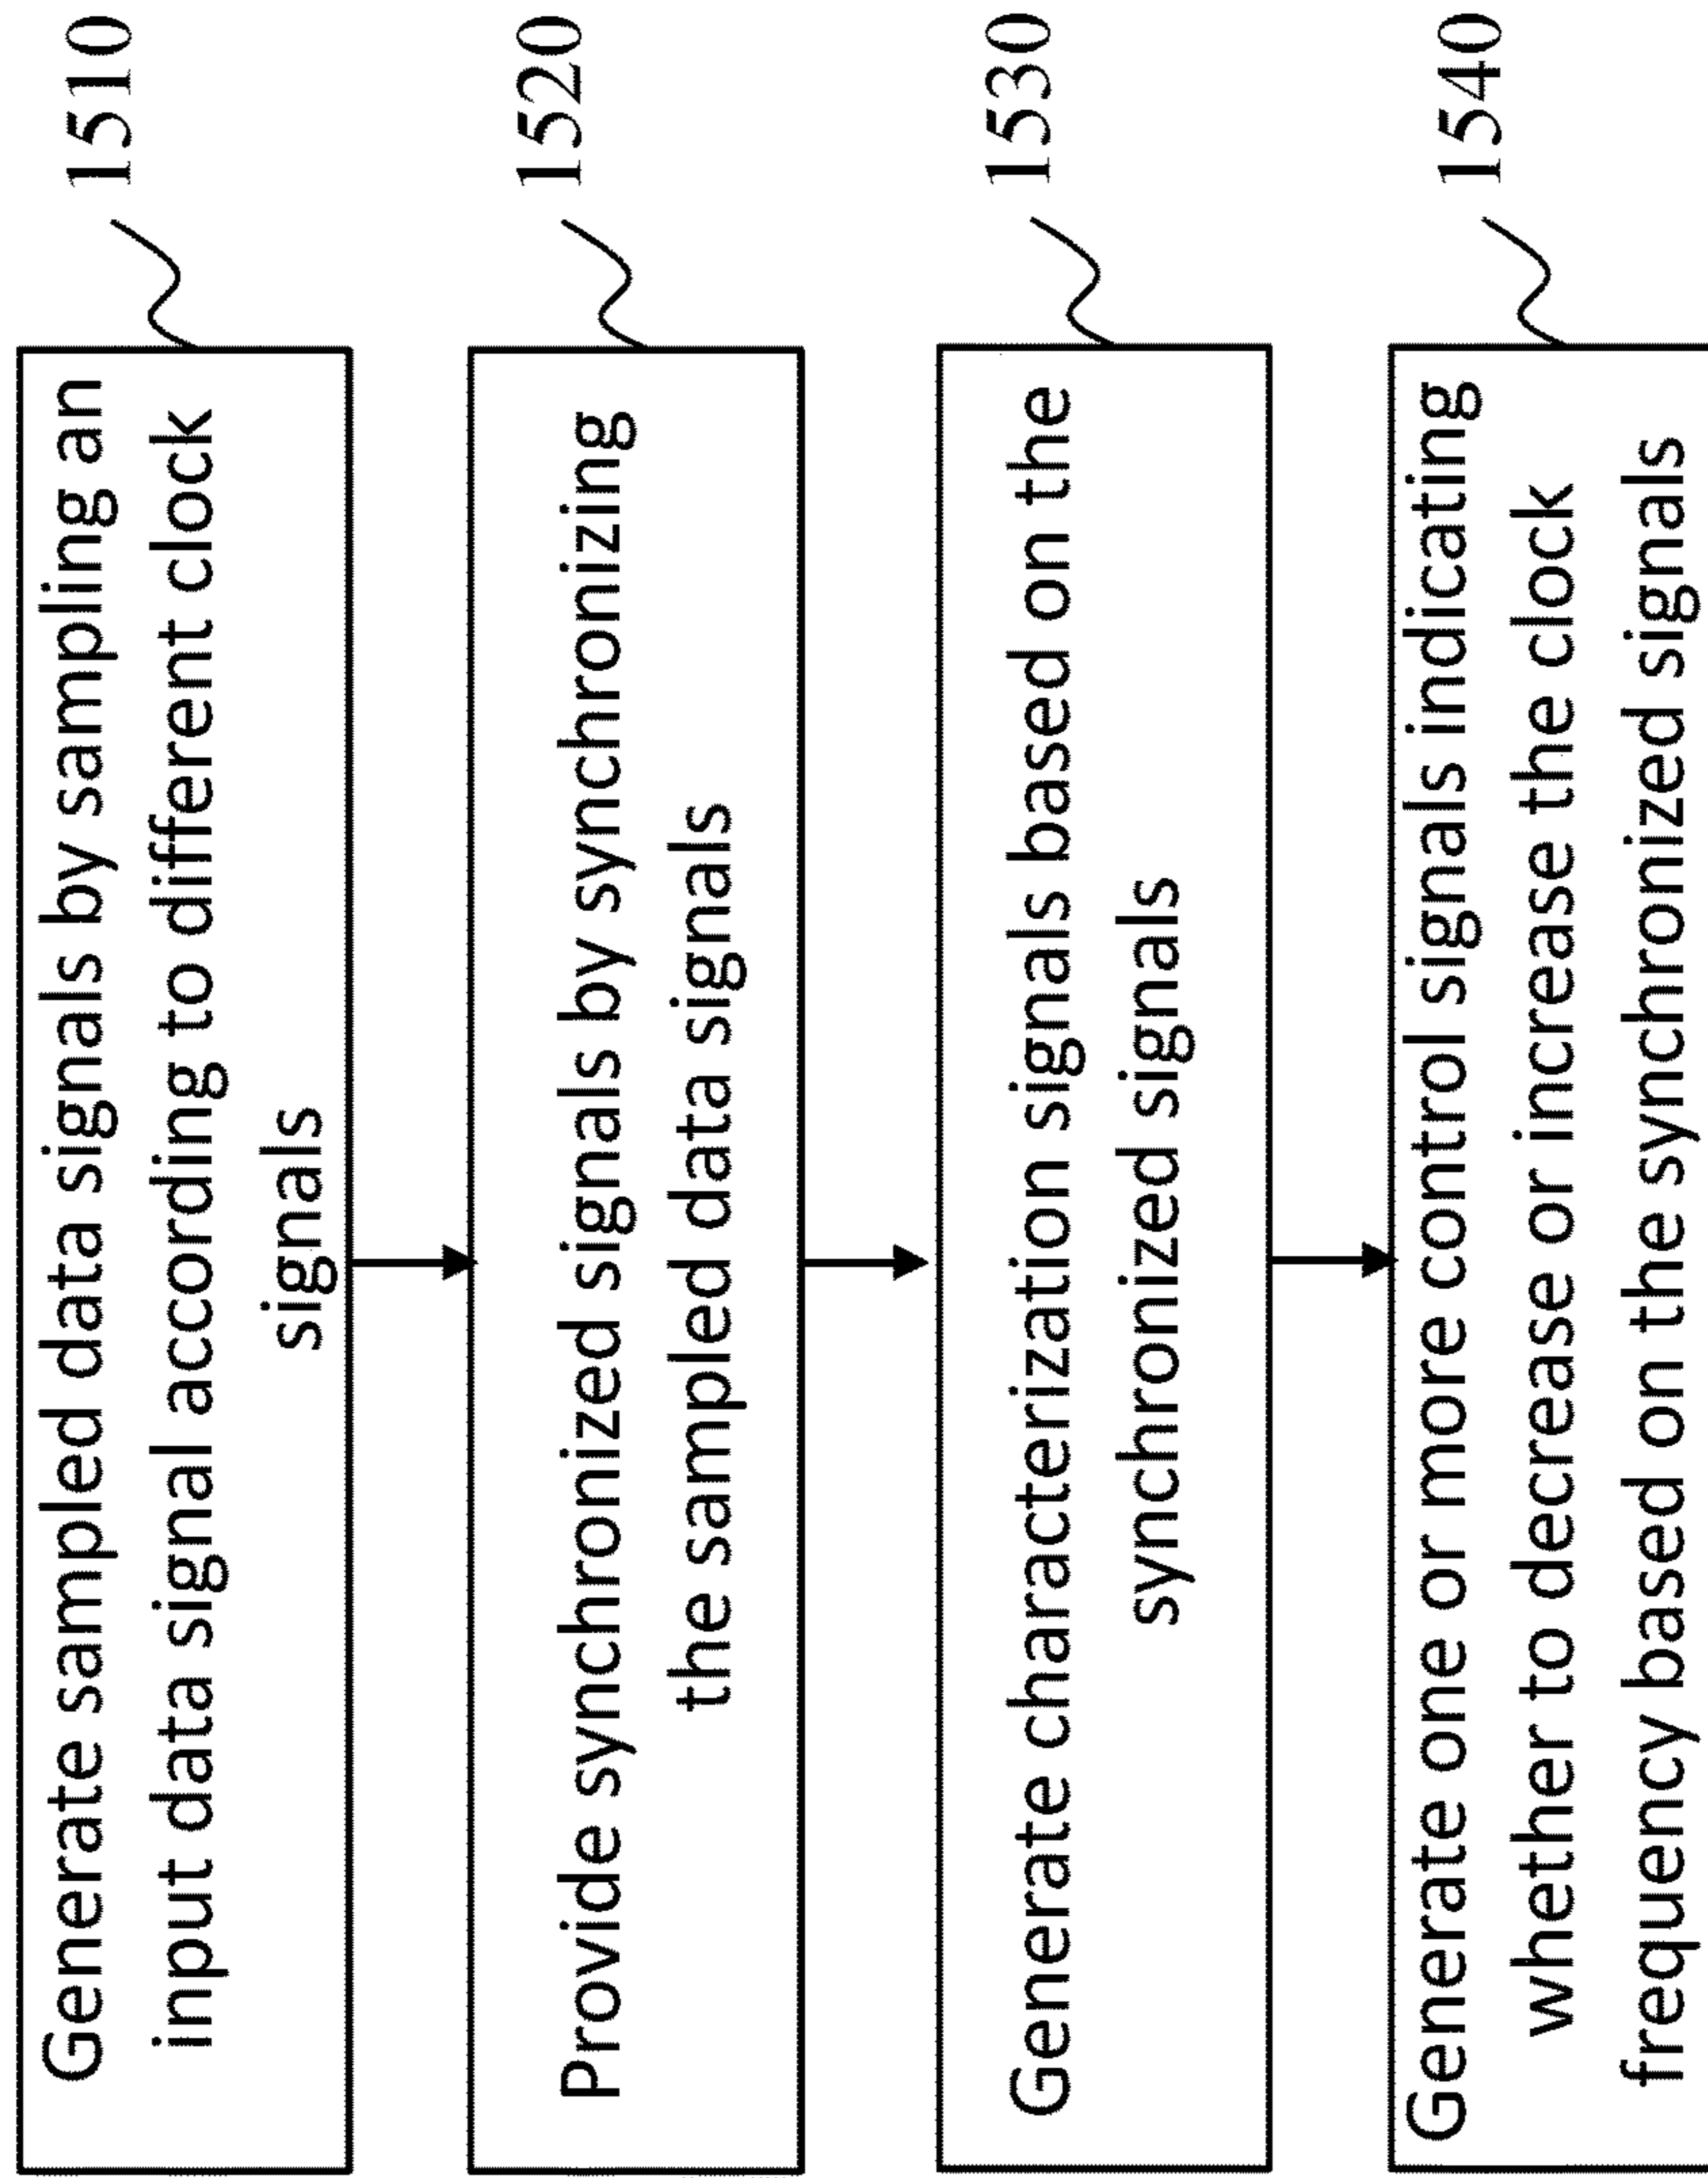 Generate sampled data signals by sampling an
input data signal according to different clock
signals
1510
Provide synchronized signals by synchronizing
the sampled data signals
1520
Generate characterization signals based on the
synchronized signals
1530
Generate one or more control signals indicating
whether to decrease or increase the clock
frequency based on the synchronized signals
1540